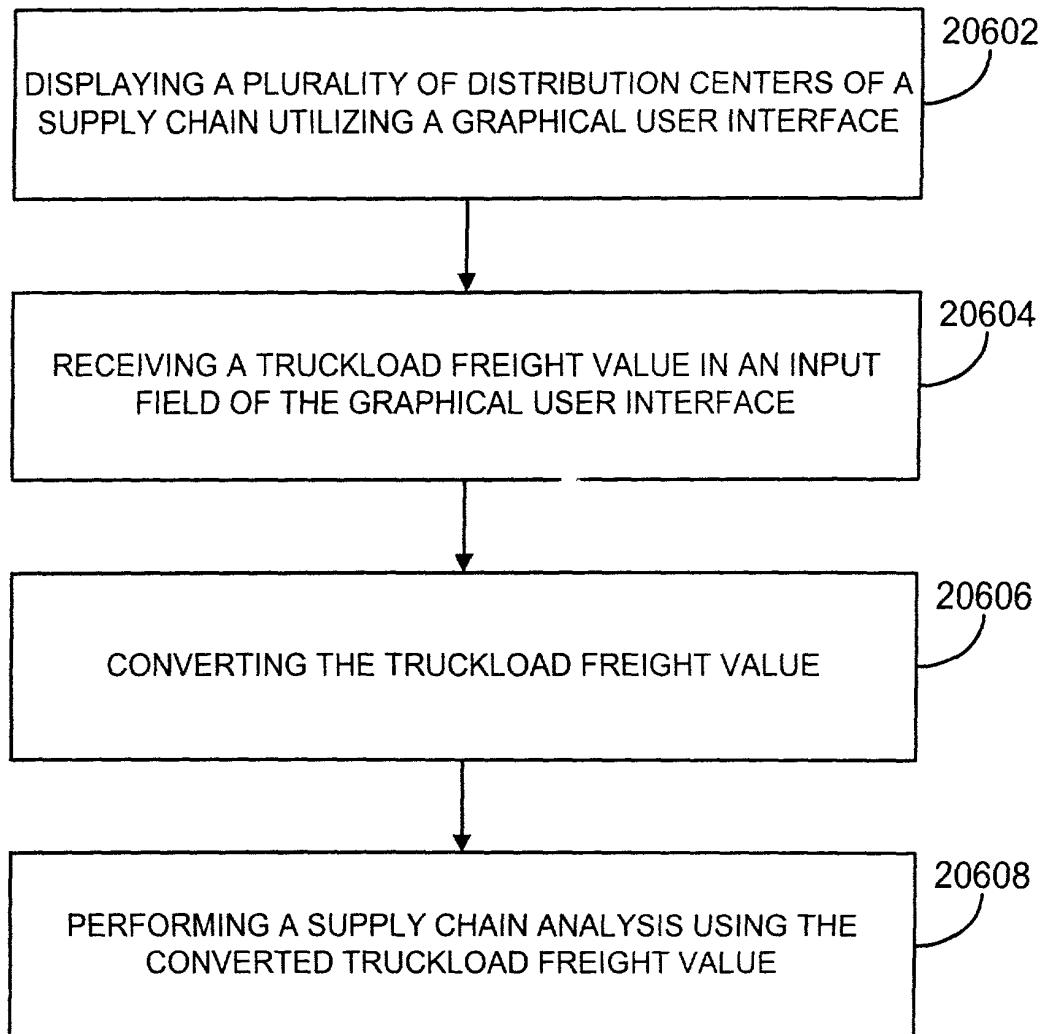 20602
DISPLAYING A PLURALITY OF DISTRIBUTION CENTERS OF A
SUPPLY CHAIN UTILIZING A GRAPHICAL USER INTERFACE
20604
RECEIVING A TRUCKLOAD FREIGHT VALUE IN AN INPUT
FIELD OF THE GRAPHICAL USER INTERFACE
20606
CONVERTING THE TRUCKLOAD FREIGHT VALUE
20608
PERFORMING A SUPPLY CHAIN ANALYSIS USING THE
CONVERTED TRUCKLOAD FREIGHT VALUE